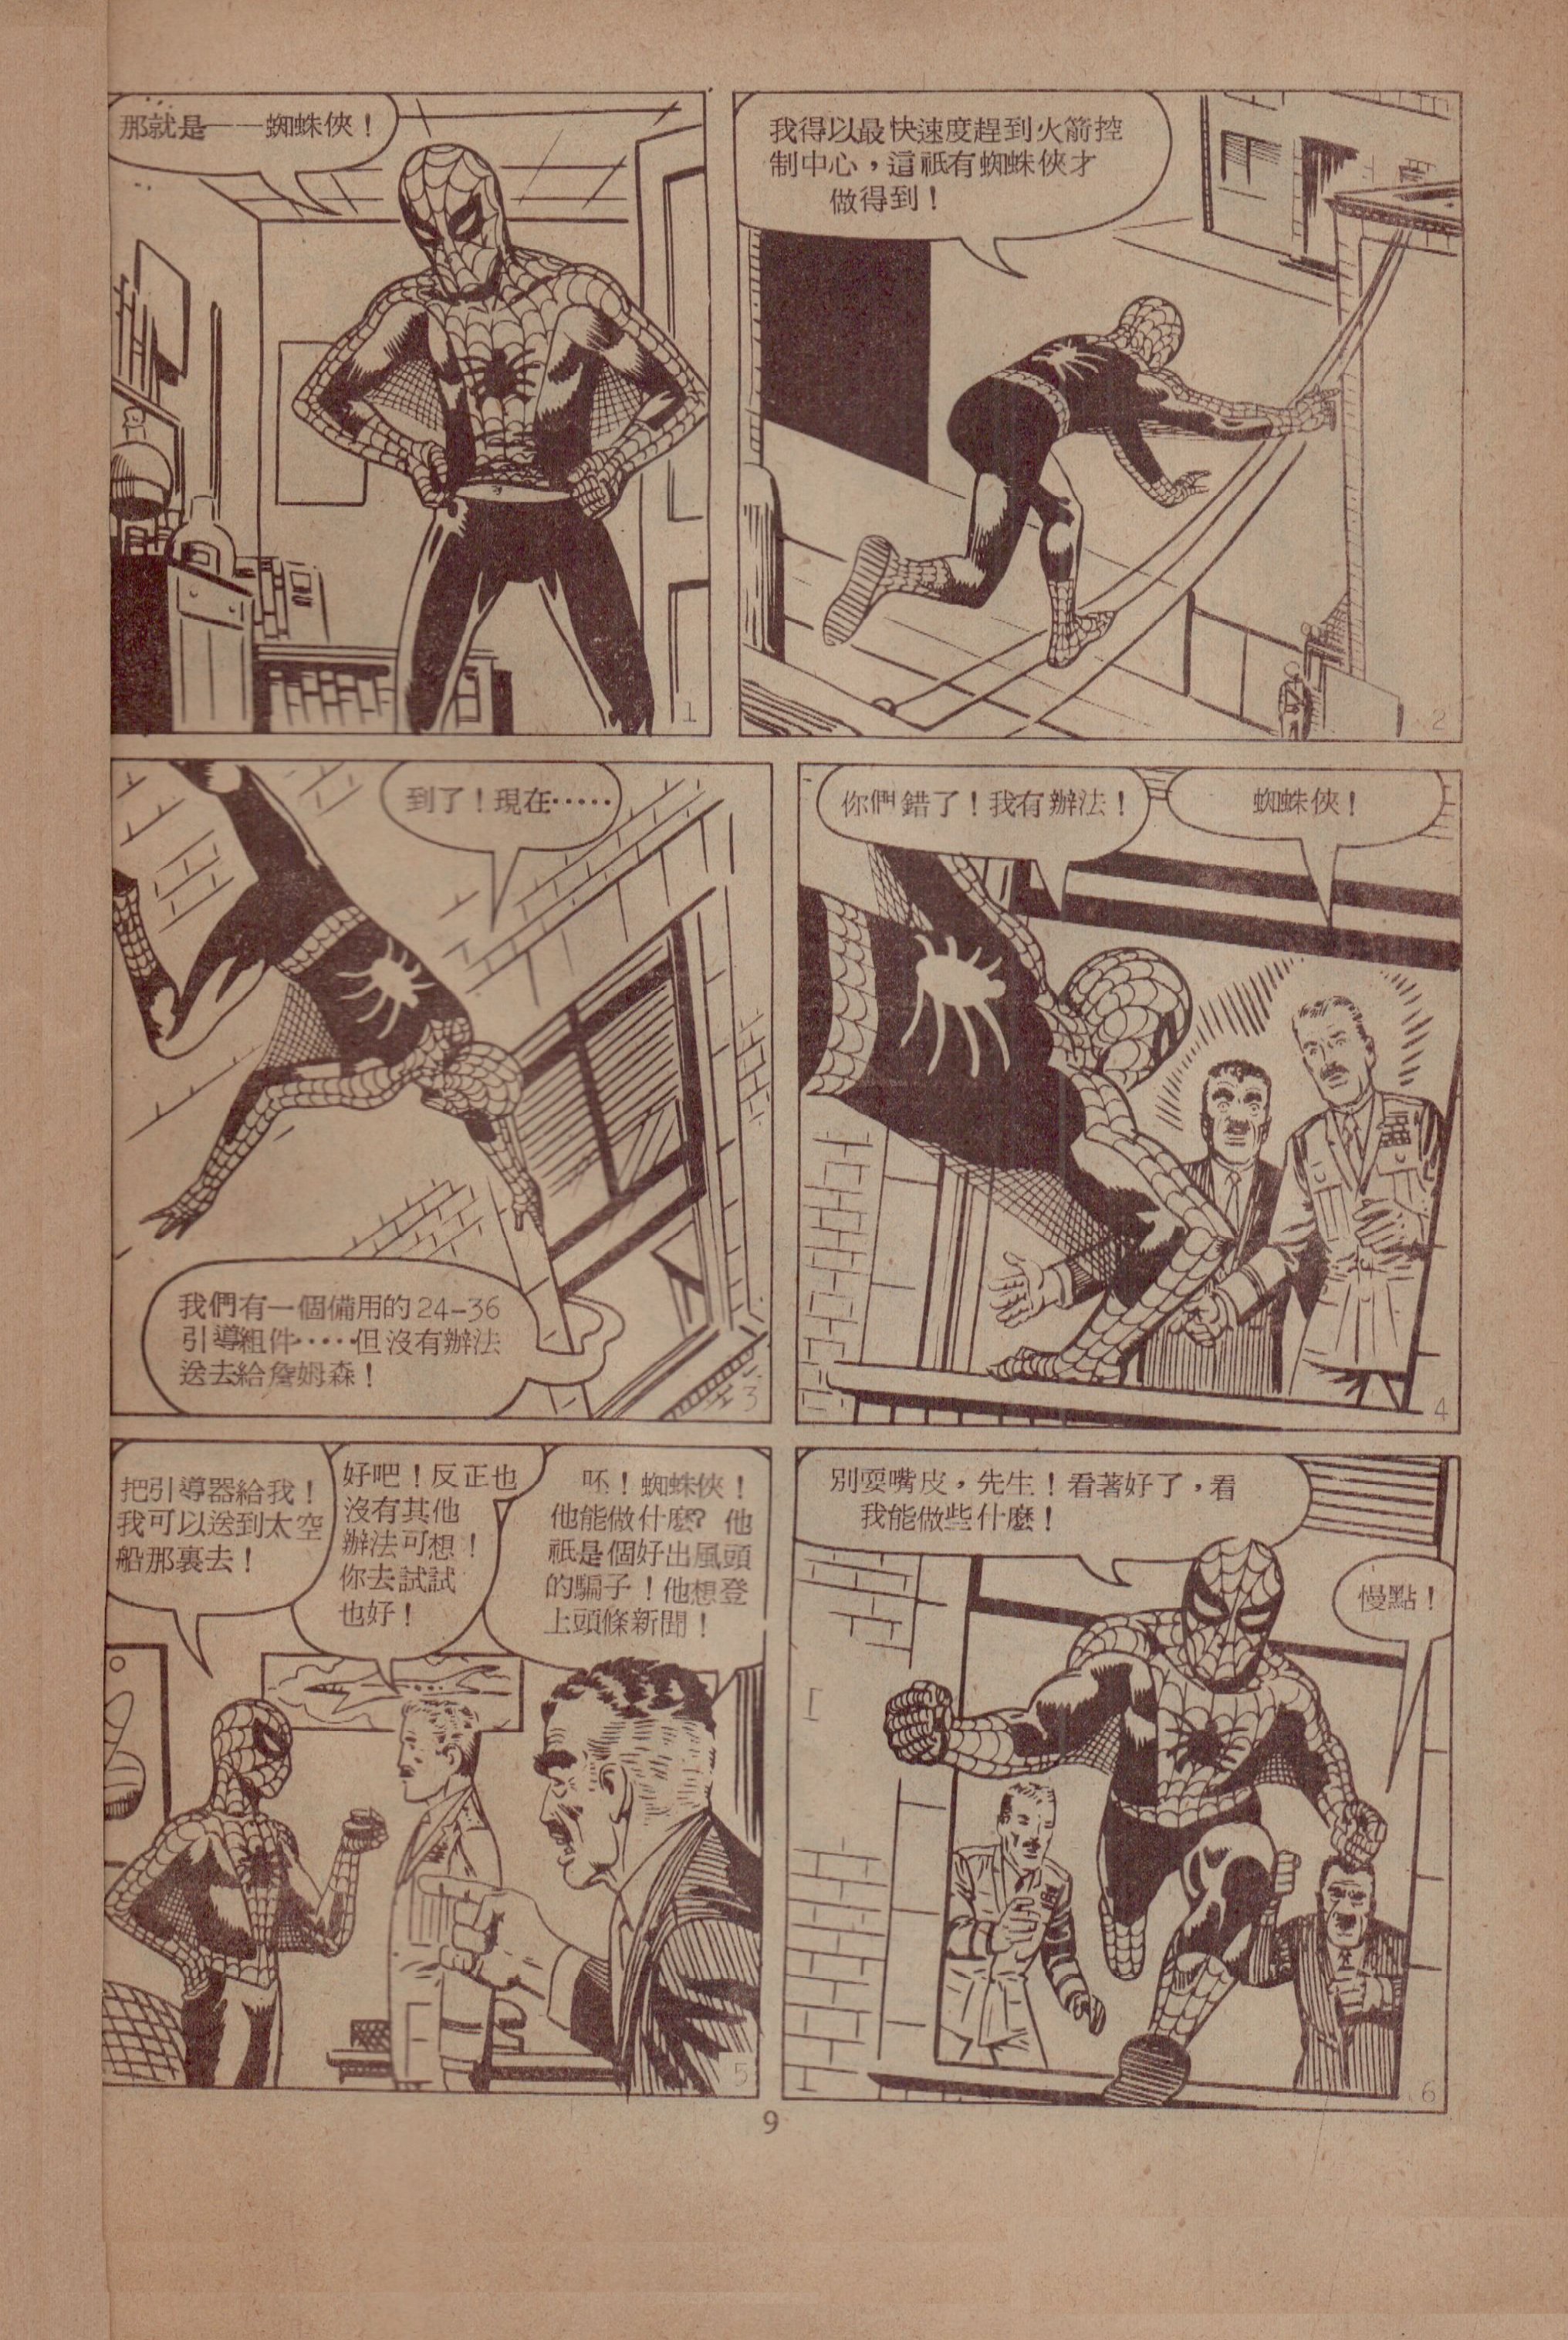 那就是——蜘蛛俠！
1
我得以最快速度趕到火箭控
制中心，這祇有蜘蛛俠才
做得到！
2
到了！現在……
我們有一個備用的24-36
引導組件……但沒有辦法
送去給詹姆森！
3
你們錯了！我有辦法！
蜘蛛俠！
4
把引導器給我！
我可以送到太空
船那裏去！
好吧！反正也
沒有其他
辦法可想！
你去試試
也好！
呸！蜘蛛俠！
他能做什麼？他
祇是個好出風頭
的騙子！他想登
上頭條新聞！
5
別耍嘴皮，先生！看著好了，看
我能做些什麼！
慢點！
6
9